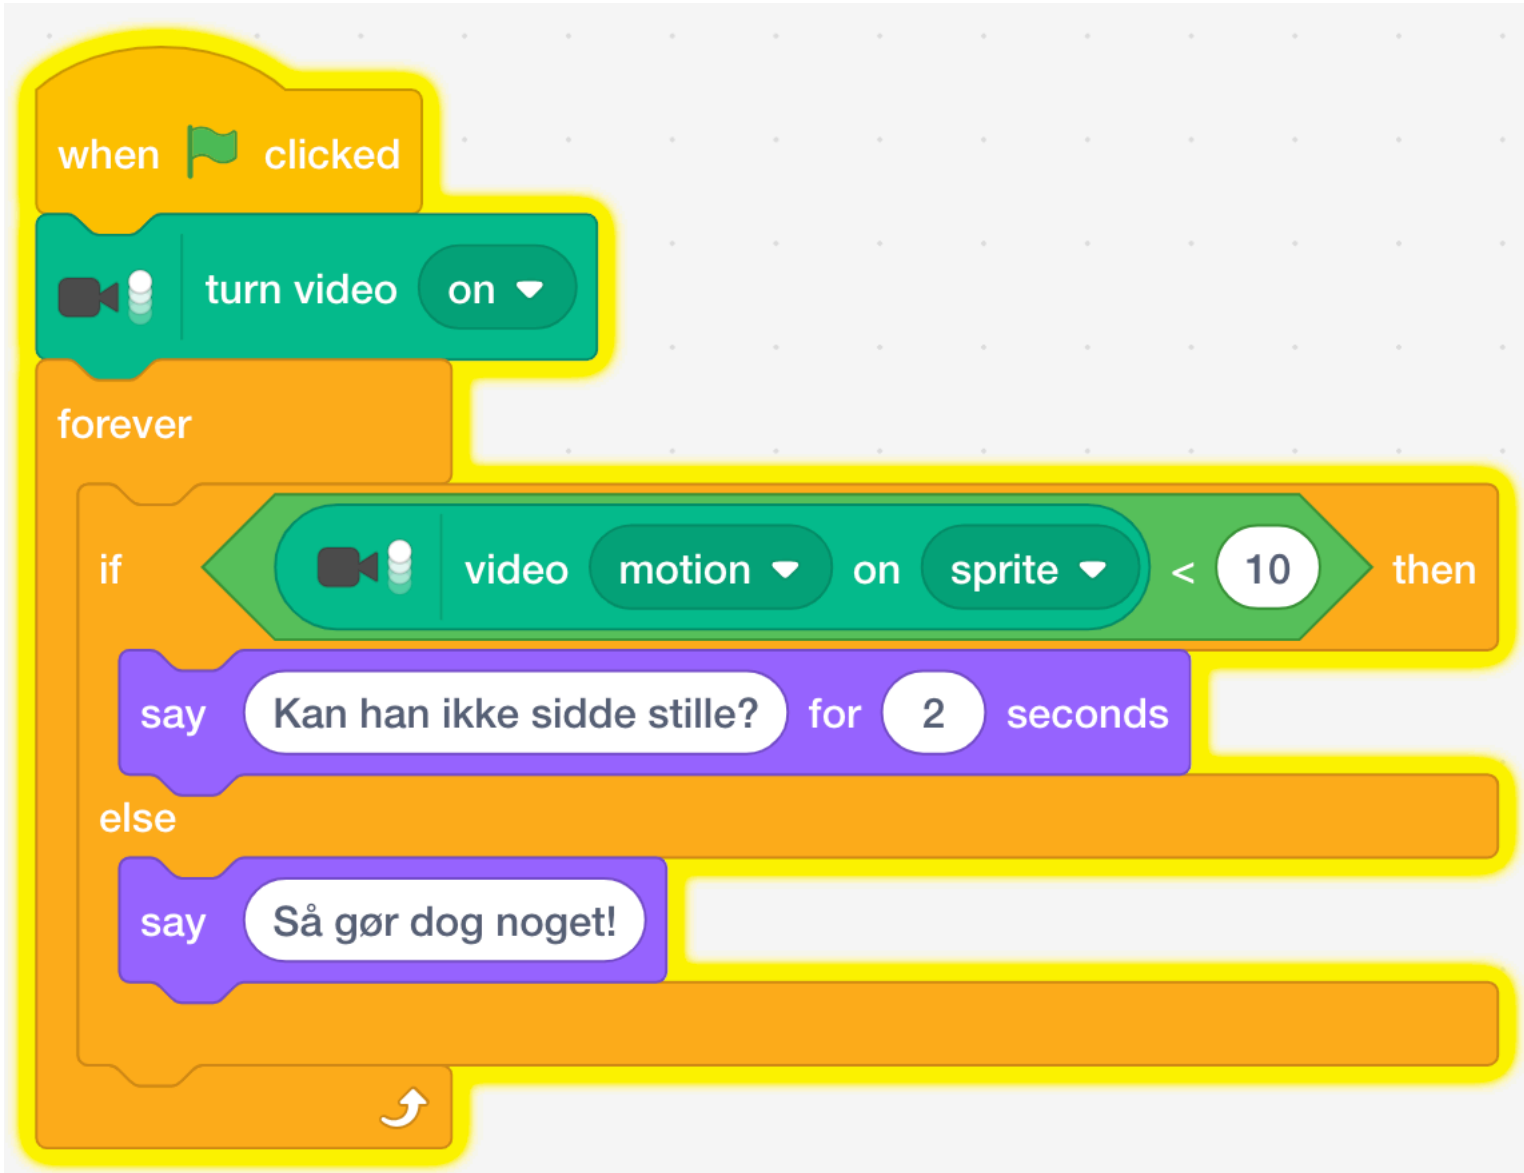 when clicked
turn video on
forever
if video motion on sprite < 10 then
say Kan han ikke sidde stille? for 2 seconds
else
say Så gør dog noget!